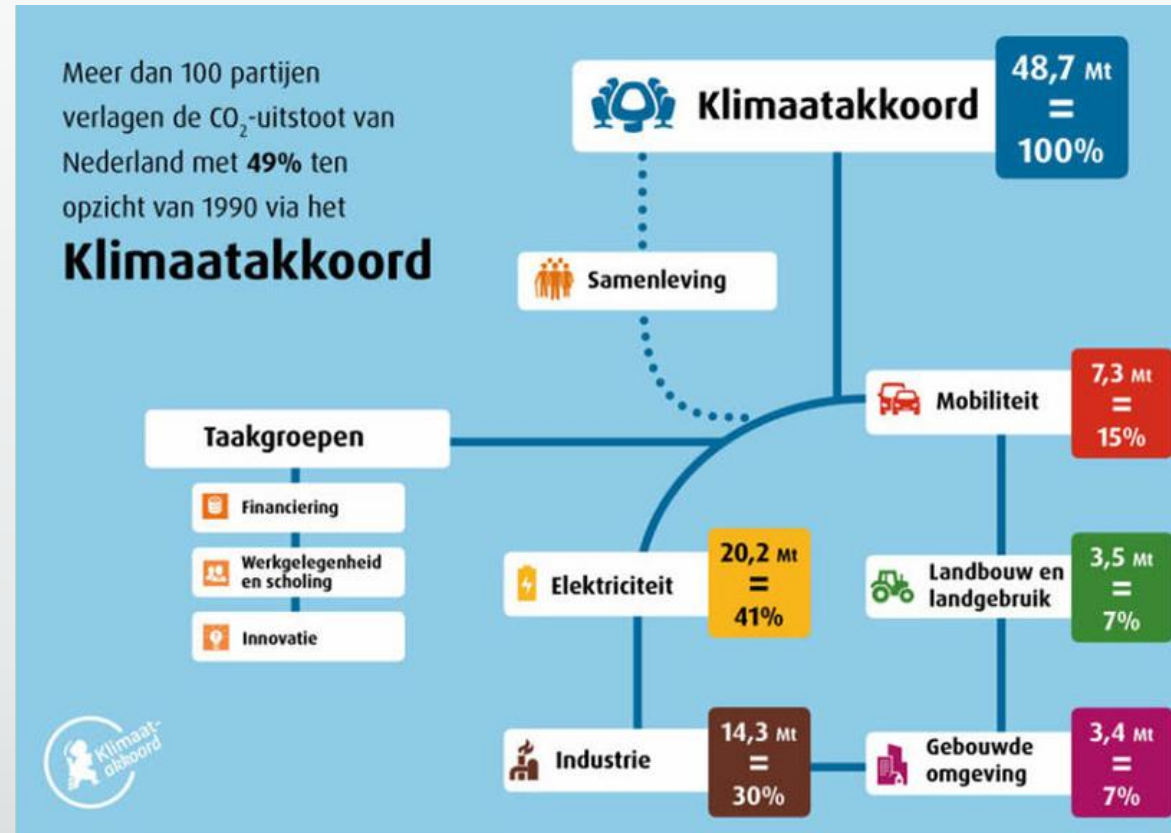 Meer dan 100 partijen
verlagen de CO₂-uitstoot van
Nederland met 49% ten
opzicht van 1990 via het
Klimaatakkoord
Klimaatakkoord
48,7 Mt
=
100%
Samenleving
Mobiliteit
7,3 Mt
=
15%
Taakgroepen
Financiering
Werkgelegenheid
en scholing
Innovatie
Elektriciteit
20,2 Mt
=
41%
Landbouw en
landgebruik
3,5 Mt
=
7%
Industrie
14,3 Mt
=
30%
Gebouwde
omgeving
3,4 Mt
=
7%
Klimaat-
akkoord